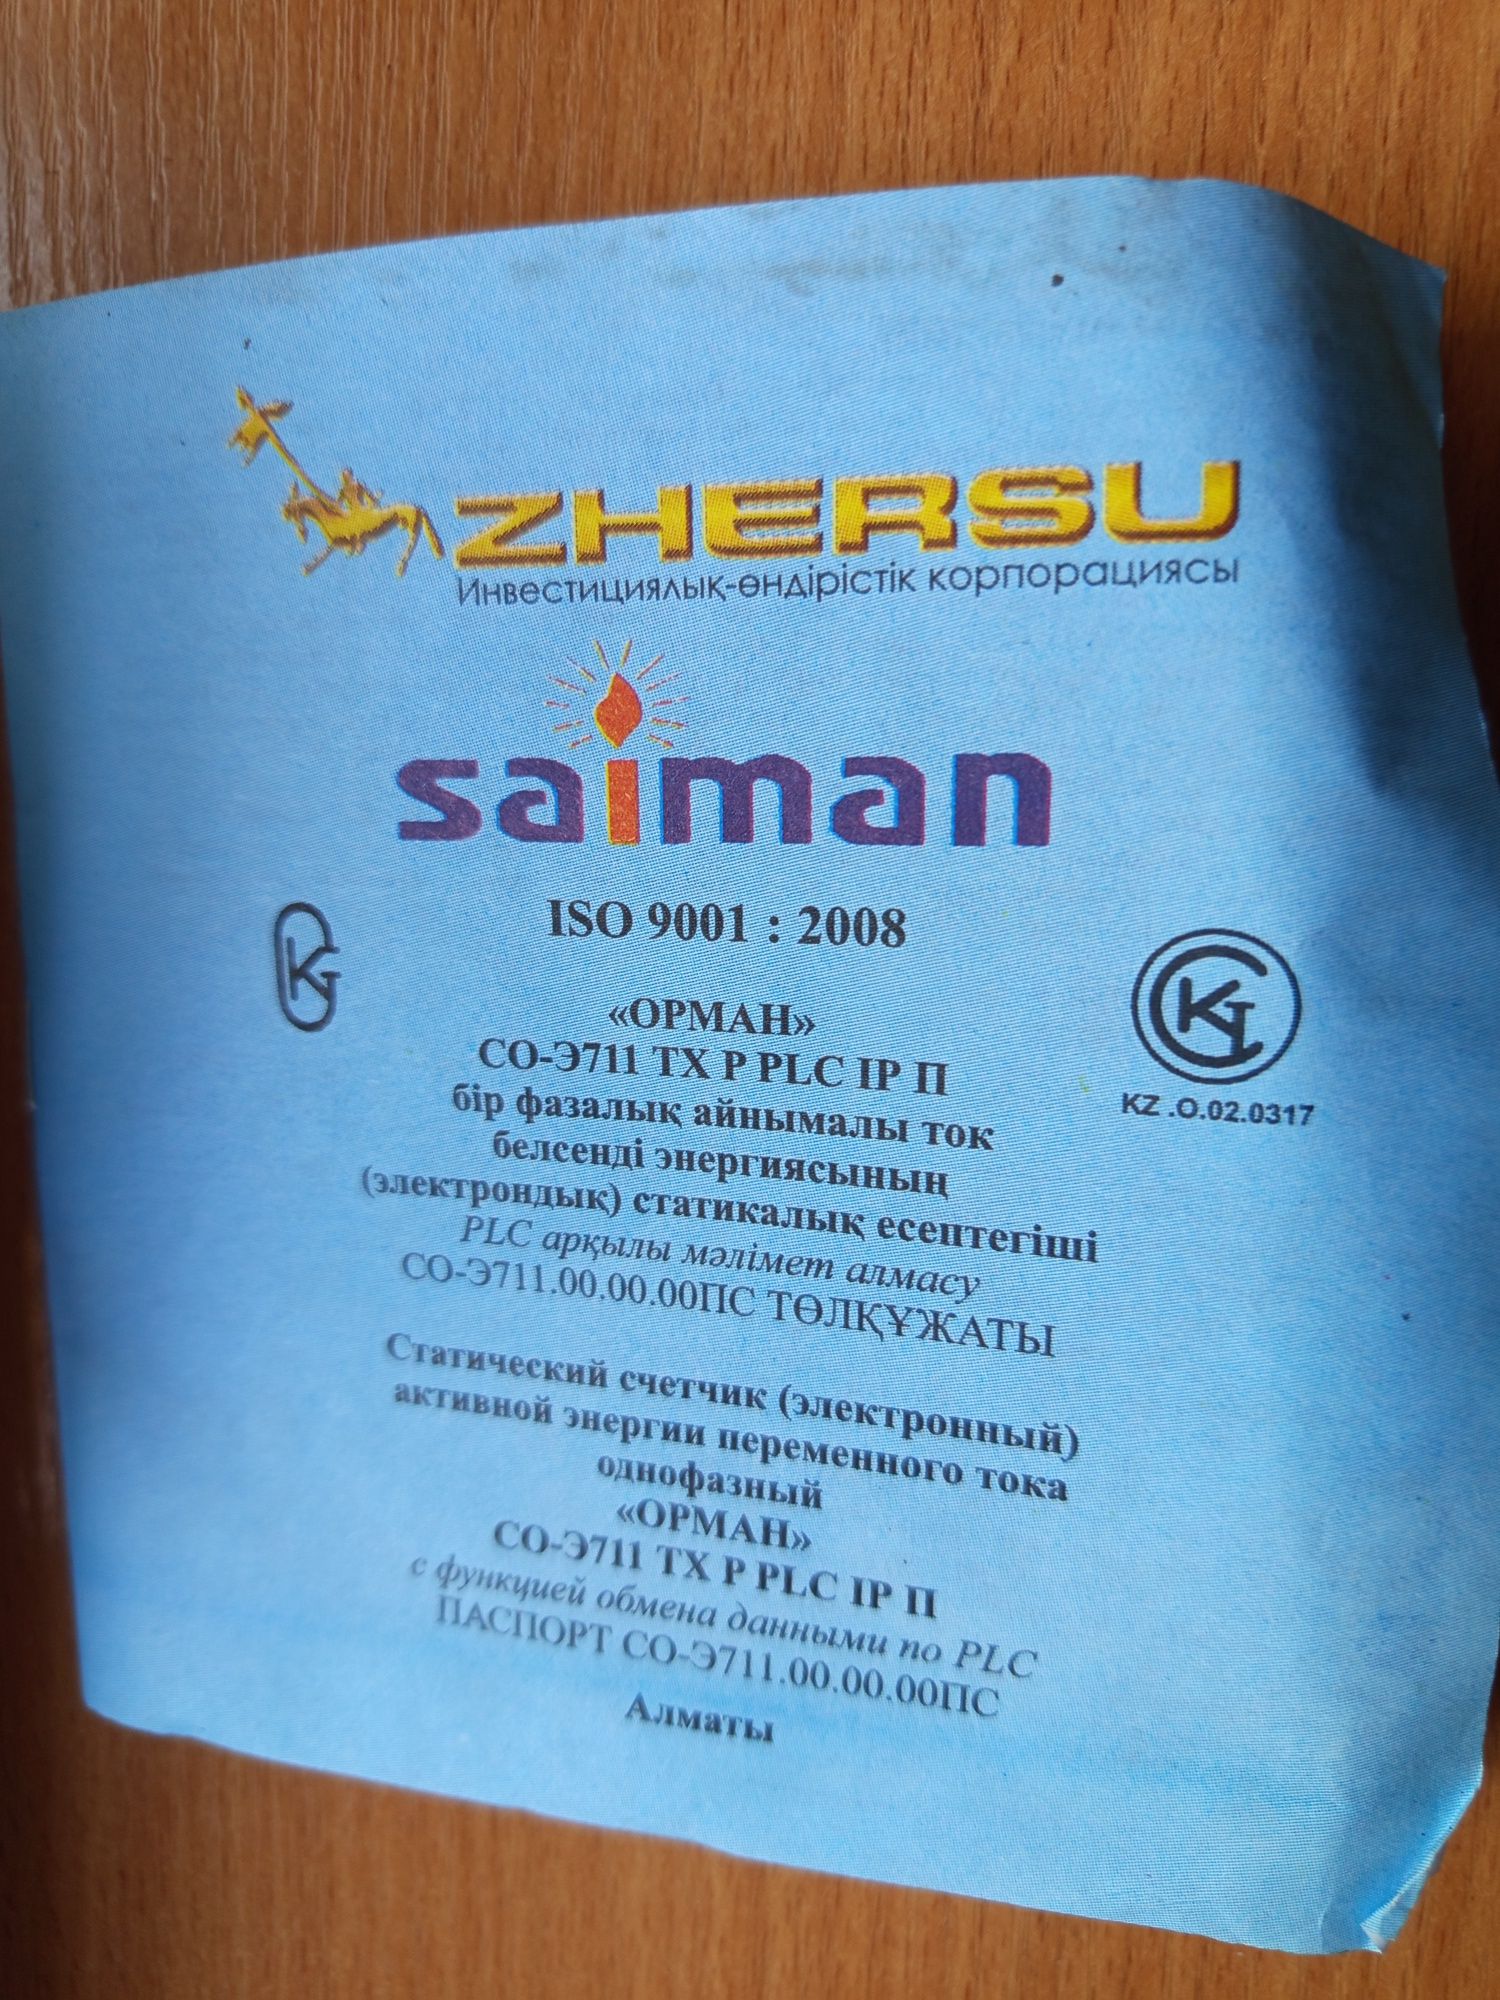 ZHERSU
Инвестициялық-өндірістік корпорациясы
saiman
ISO 9001 : 2008
«ОРМАН»
СО-Э711 ТХ Р PLC IP П
KZ .O.02.0317
бір фазалық айнымалы ток
белсенді энергиясының
(электрондық) статикалық есептегіші
PLC арқылы мәлімет алмасу
СО-Э711.00.00.00ПС ТӨЛҚҰЖАТЫ
Статический счетчик (электронный)
активной энергии переменного тока
однофазный
«ОРМАН»
СО-Э711 ТХ Р PLC IP П
с функцией обмена данными по PLC
ПАСПОРТ СО-Э711.00.00.00ПС
Алматы